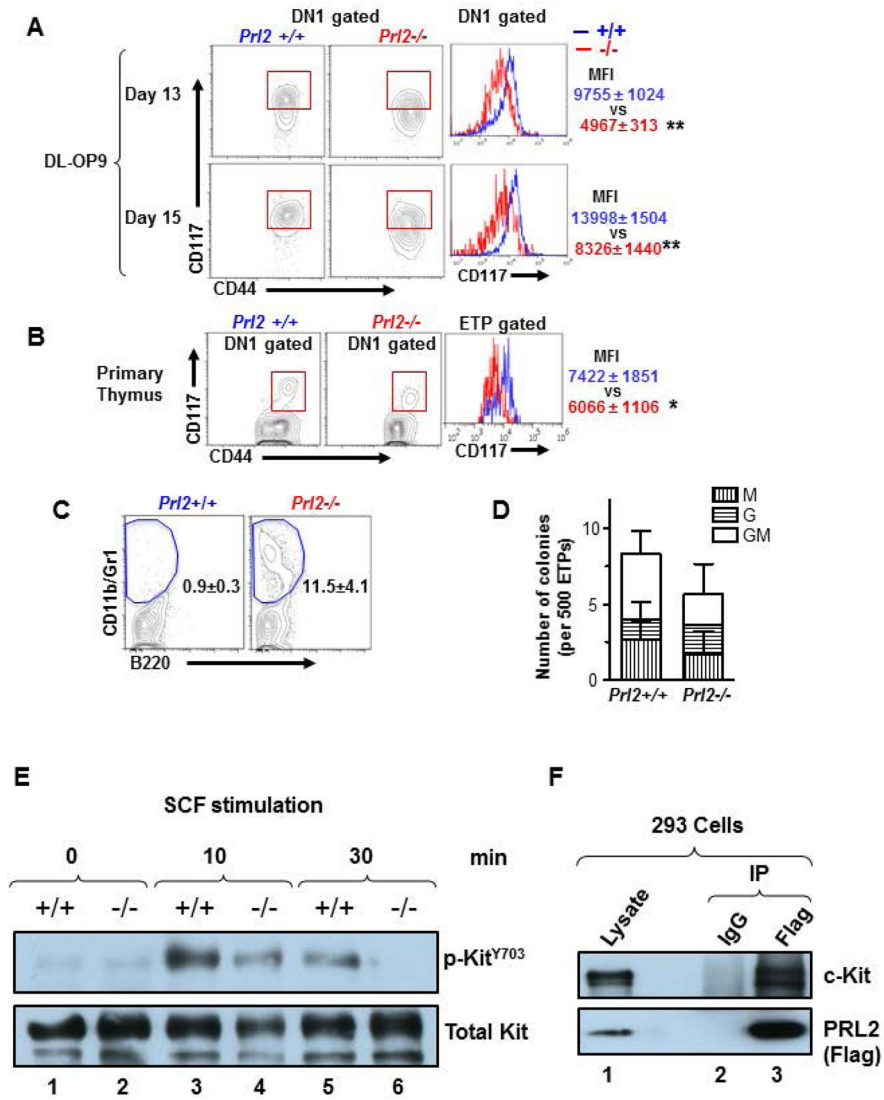 A
DN1 gated
DN1 gated
Prl2 +/+
Prl2-/-
+/+
-/-
DL-OP9
Day 13
MFI
9755±1024
vs
4967±313 **
Day 15
MFI
13998±1504
vs
8326±1440**
CD117
CD44
CD117
B
Prl2 +/+
Prl2-/-
ETP gated
DN1 gated
DN1 gated
Primary
Thymus
CD117
MFI
7422±1851
vs
6066±1106 *
CD44
CD117
C
Prl2+/+
Prl2-/-
CD11b/Gr1
0.9±0.3
11.5±4.1
B220
D
M
G
GM
Number of colonies
(per 500 ETPs)
10
5
0
Prl2+/+
Prl2-/-
E
SCF stimulation
0 10 30 min
+/+ -/- +/+ -/- +/+ -/-
p-KitY703
Total Kit
1 2 3 4 5 6
F
293 Cells
IP
Lysate
IgG
Flag
c-Kit
PRL2
(Flag)
1 2 3